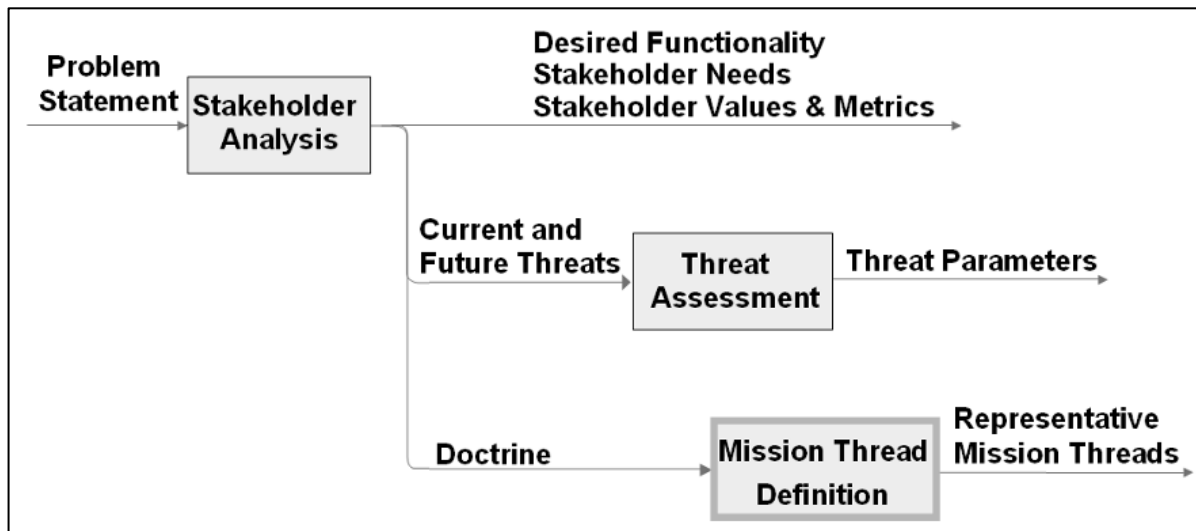 Problem
Statement
Stakeholder
Analysis
Desired Functionality
Stakeholder Needs
Stakeholder Values & Metrics
Current and
Future Threats
Threat
Assessment
Threat Parameters
Doctrine
Mission Thread
Definition
Representative
Mission Threads